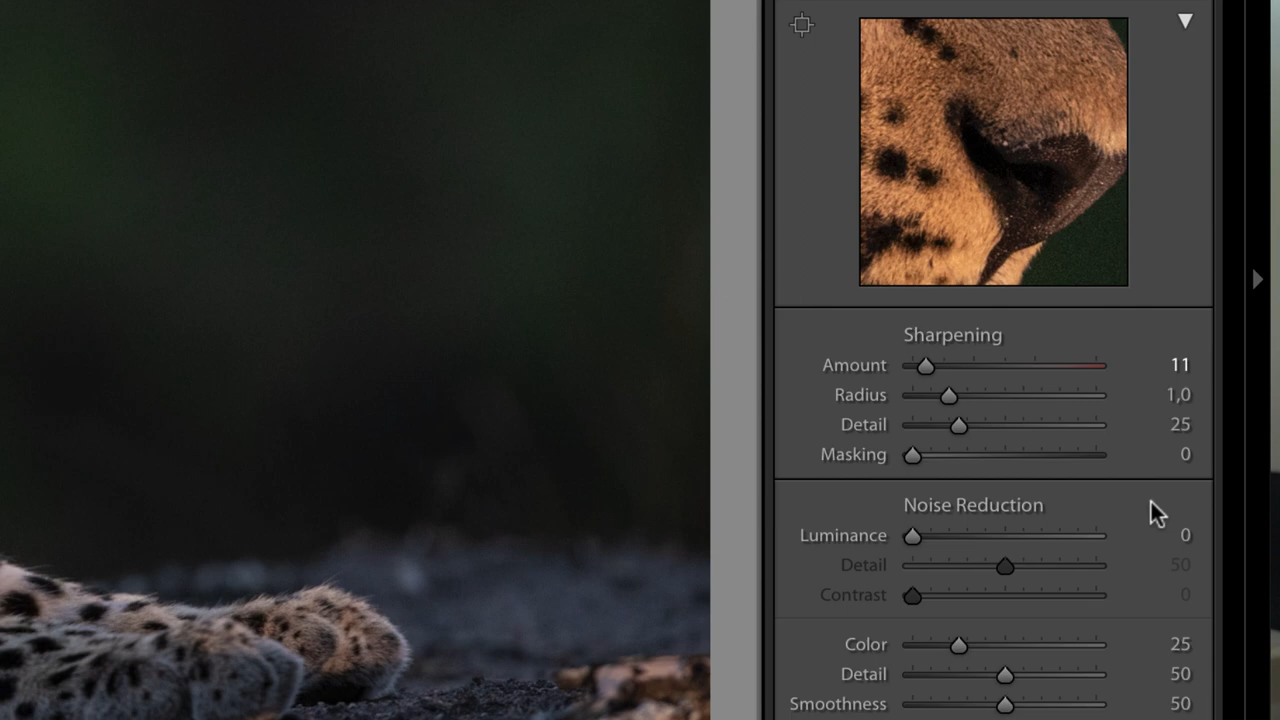 Sharpening
Amount 11
Radius 1,0
Detail 25
Masking 0
Noise Reduction
Luminance 0
Detail 50
Contrast 0
Color 25
Detail 50
Smoothness 50